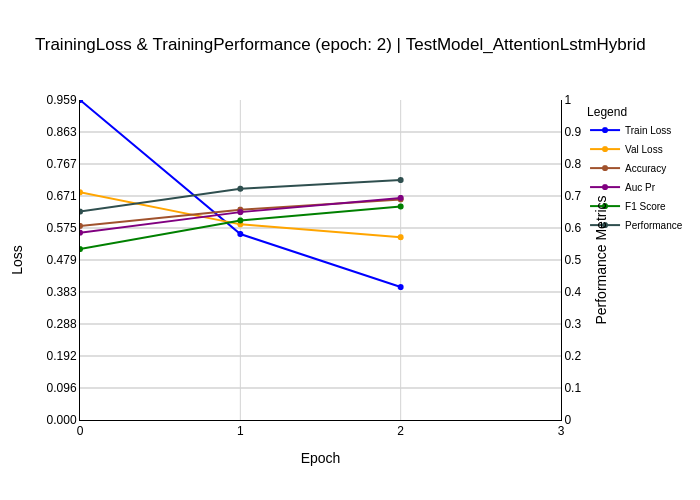 TrainingLoss & TrainingPerformance (epoch: 2) | TestModel_AttentionLstmHybrid
0.959
0.863
0.767
0.671
0.575
0.479
0.383
0.288
0.192
0.096
0.000
Loss
0
1
2
3
Epoch
1
0.9
0.8
0.7
0.6
0.5
0.4
0.3
0.2
0.1
0
Performance Metrics
Legend
Train Loss
Val Loss
Accuracy
Auc Pr
F1 Score
Performance